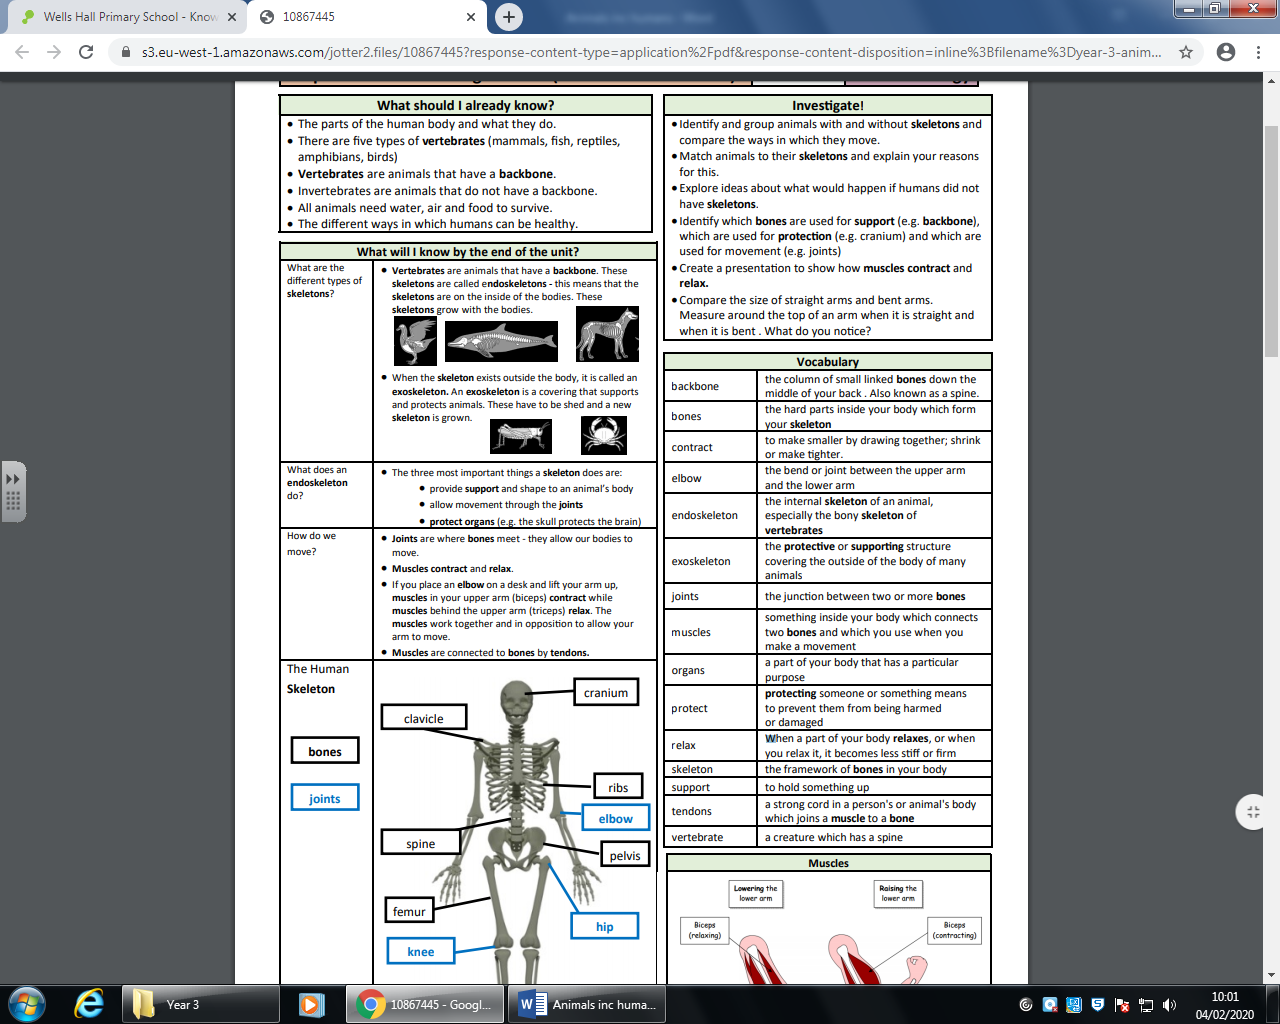 Wells Hall Primary School - Know
10867445
Animals inc humans - Word
s3.eu-west-1.amazonaws.com/jotter2.files/10867445?response-content-type=application%2Fpdf&response-content-disposition=inline%3Bfilename%3Dyear-3-anim...
What should I already know?
• The parts of the human body and what they do.
• There are five types of vertebrates (mammals, fish, reptiles,
amphibians, birds)
• Vertebrates are animals that have a backbone.
• Invertebrates are animals that do not have a backbone.
• All animals need water, air and food to survive.
• The different ways in which humans can be healthy.
What will I know by the end of the unit?
What are the
different types of
skeletons?
• Vertebrates are animals that have a backbone. These
skeletons are called endoskeletons - this means that the
skeletons are on the inside of the bodies. These
skeletons grow with the bodies.
• When the skeleton exists outside the body, it is called an
exoskeleton. An exoskeleton is a covering that supports
and protects animals. These have to be shed and a new
skeleton is grown.
What does an
endoskeleton
do?
• The three most important things a skeleton does are:
• provide support and shape to an animal's body
• allow movement through the joints
• protect organs (e.g. the skull protects the brain)
How do we
move?
• Joints are where bones meet - they allow our bodies to
move.
• Muscles contract and relax.
• If you place an elbow on a desk and lift your arm up,
muscles in your upper arm (biceps) contract while
muscles behind the upper arm (triceps) relax. The
muscles work together and in opposition to allow your
arm to move.
• Muscles are connected to bones by tendons.
The Human
Skeleton
bones
joints
cranium
clavicle
ribs
elbow
spine
pelvis
femur
hip
knee
Investigate!
• Identify and group animals with and without skeletons and
compare the ways in which they move.
• Match animals to their skeletons and explain your reasons
for this.
• Explore ideas about what would happen if humans did not
have skeletons.
• Identify which bones are used for support (e.g. backbone),
which are used for protection (e.g. cranium) and which are
used for movement (e.g. joints)
• Create a presentation to show how muscles contract and
relax.
• Compare the size of straight arms and bent arms.
Measure around the top of an arm when it is straight and
when it is bent . What do you notice?
Vocabulary
backbone
the column of small linked bones down the
middle of your back . Also known as a spine.
bones
the hard parts inside your body which form
your skeleton
contract
to make smaller by drawing together; shrink
or make tighter.
elbow
the bend or joint between the upper arm
and the lower arm
endoskeleton
the internal skeleton of an animal,
especially the bony skeleton of
vertebrates
exoskeleton
the protective or supporting structure
covering the outside of the body of many
animals
joints
the junction between two or more bones
muscles
something inside your body which connects
two bones and which you use when you
make a movement
organs
a part of your body that has a particular
purpose
protect
protecting someone or something means
to prevent them from being harmed
or damaged
relax
When a part of your body relaxes, or when
you relax it, it becomes less stiff or firm
skeleton
the framework of bones in your body
support
to hold something up
tendons
a strong cord in a person's or animal's body
which joins a muscle to a bone
vertebrate
a creature which has a spine
Muscles
Lowering the
lower arm
Raising the
lower arm
Biceps
(relaxing)
Biceps
(contracting)
Year 3
10867445 - Googl...
Animals inc huma...
10:01
04/02/2020